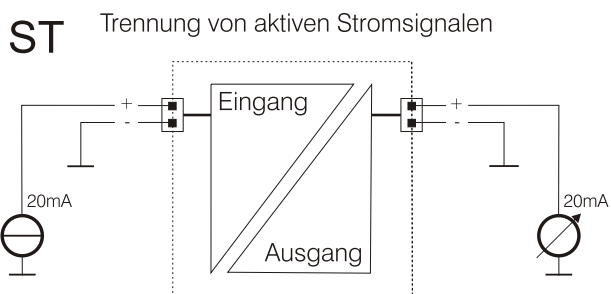 ST
Trennung von aktiven Stromsignalen
Eingang
+
-
+
-
20mA
20mA
Ausgang